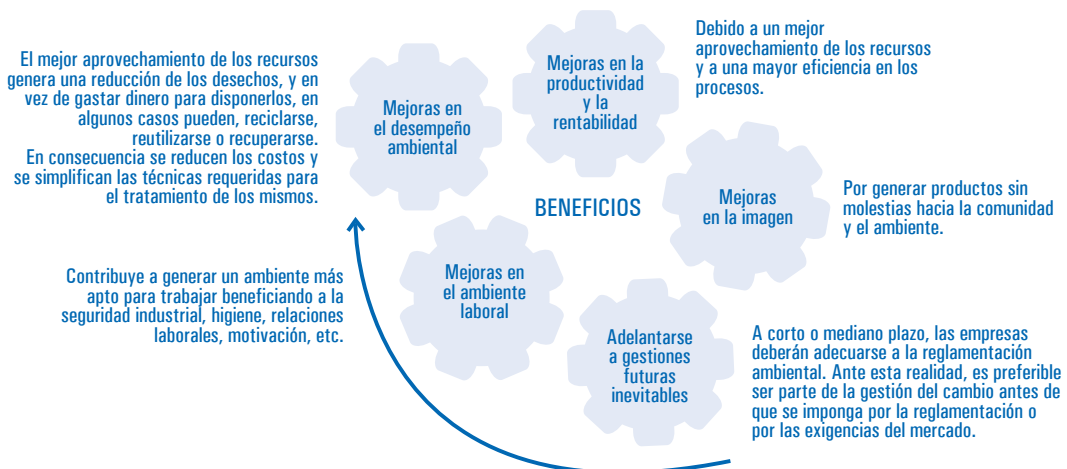 El mejor aprovechamiento de los recursos
genera una reducción de los desechos, y en
vez de gastar dinero para disponerlos, en
algunos casos pueden, reciclarse,
reutilizarse o recuperarse.
En consecuencia se reducen los costos y
se simplifican las técnicas requeridas para
el tratamiento de los mismos.
Mejoras en
el desempeño
ambiental
Mejoras en la
productividad
y la
rentabilidad
Debido a un mejor
aprovechamiento de los recursos
y a una mayor eficiencia en los
procesos.
BENEFICIOS
Mejoras
en la imagen
Por generar productos sin
molestias hacia la comunidad
y el ambiente.
Contribuye a generar un ambiente más
apto para trabajar beneficiando a la
seguridad industrial, higiene, relaciones
laborales, motivación, etc.
Mejoras en
el ambiente
laboral
Adelantarse
a gestiones
futuras
inevitables
A corto o mediano plazo, las empresas
deberán adecuarse a la reglamentación
ambiental. Ante esta realidad, es preferible
ser parte de la gestión del cambio antes de
que se imponga por la reglamentación o
por las exigencias del mercado.